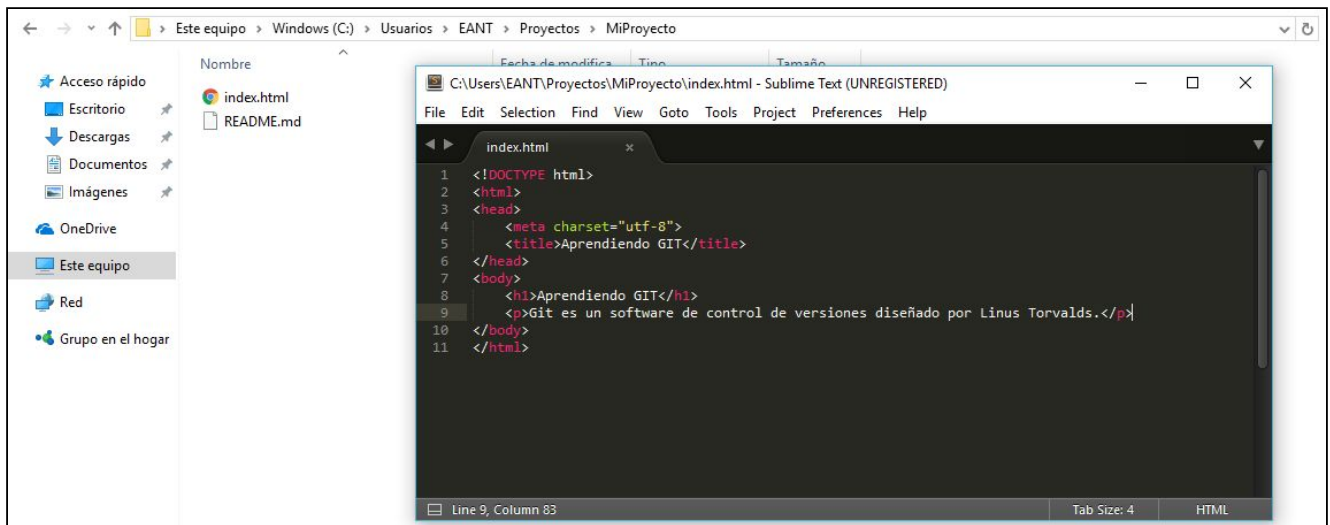 Este equipo > Windows (C:) > Usuarios > EANT > Proyectos > MiProyecto
Acceso rápido
Escritorio
Descargas
Documentos
Imágenes
OneDrive
Este equipo
Red
Grupo en el hogar
Nombre
Fecha de modifica... Tipo Tamaño
index.html
README.md
C:\Users\EANT\Proyectos\MiProyecto\index.html - Sublime Text (UNREGISTERED)
File Edit Selection Find View Goto Tools Project Preferences Help
index.html
1 <!DOCTYPE html>
2 <html>
3 <head>
4 <meta charset="utf-8">
5 <title>Aprendiendo GIT</title>
6 </head>
7 <body>
8 <h1>Aprendiendo GIT</h1>
9 <p>Git es un software de control de versiones diseñado por Linus Torvalds.</p>
10 </body>
11 </html>
Line 9, Column 83
Tab Size: 4
HTML